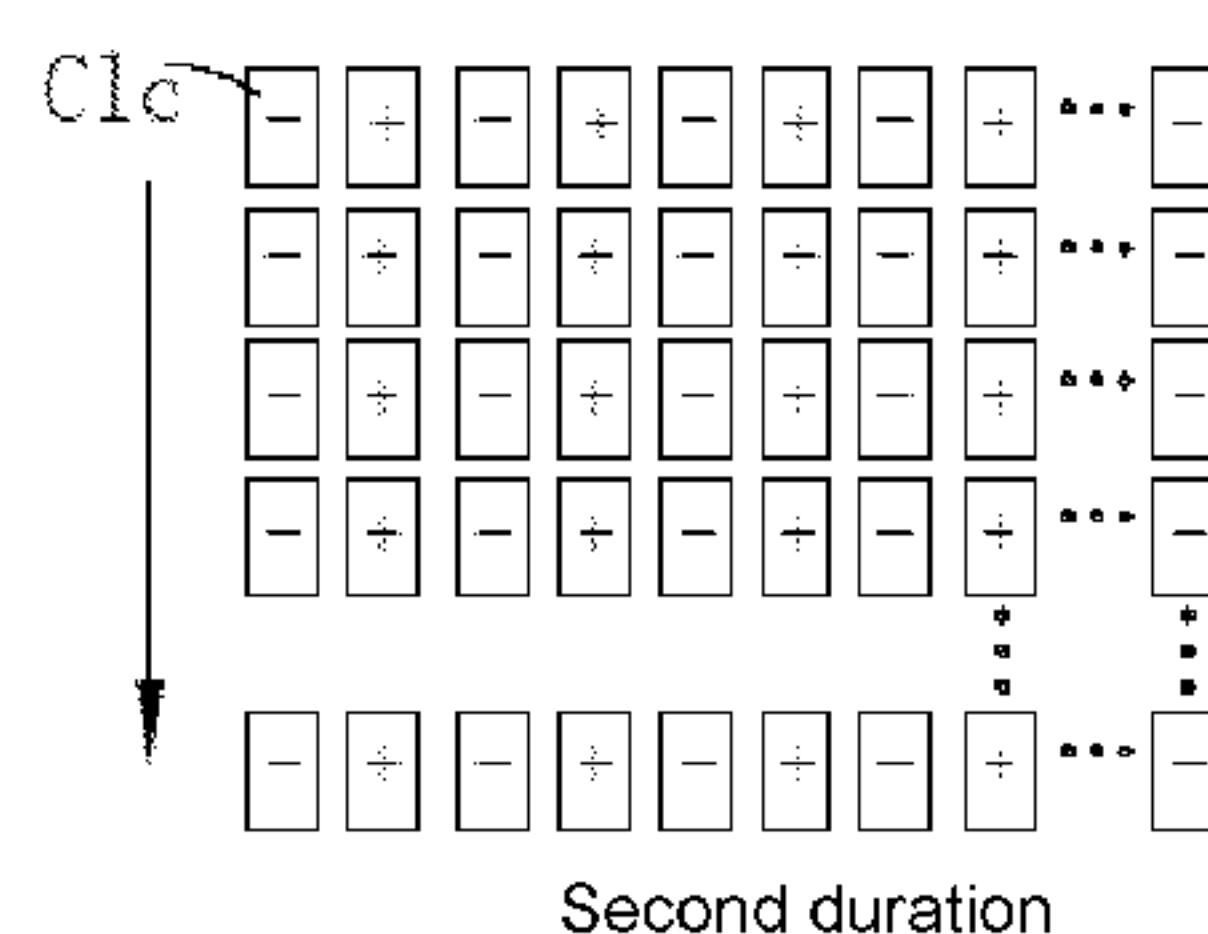 Clc
− + − + − + − + ••• −
− + − + − + − + ••• −
− + − + − + − + ••• −
− + − + − + − + ••• −
− + − + − + − + ••• −
Second duration